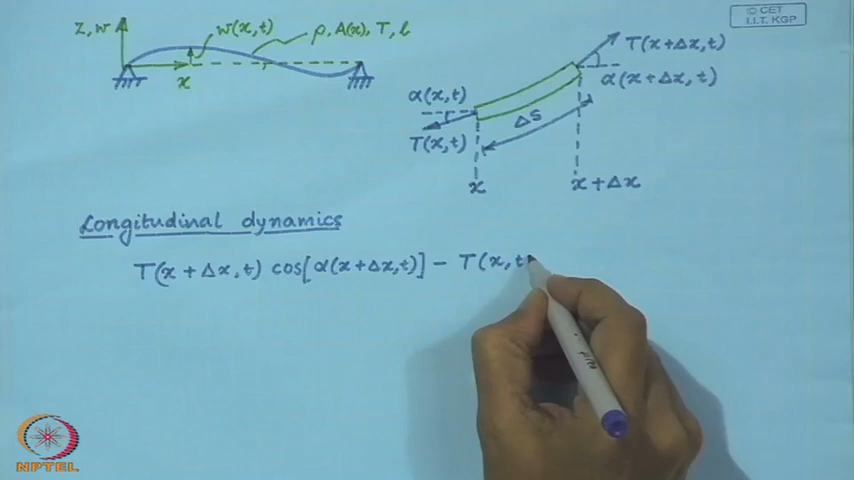 © CET
I.I.T. KGP
z, w
w(x,t)
ρ, A(x), T, l
x
T(x+Δx,t)
α(x+Δx,t)
α(x,t)
T(x,t)
ΔS
x
x+Δx
Longitudinal dynamics
T(x+Δx,t) cos[α(x+Δx,t)] − T(x,t
NPTEL